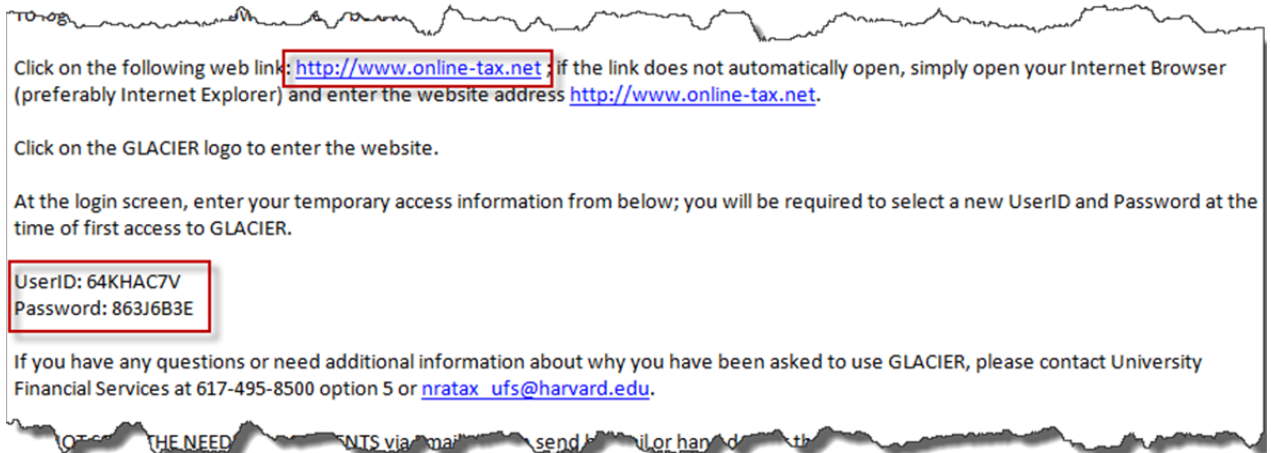 To log
Click on the following web link: http://www.online-tax.net ; if the link does not automatically open, simply open your Internet Browser
(preferably Internet Explorer) and enter the website address http://www.online-tax.net.
Click on the GLACIER logo to enter the website.
At the login screen, enter your temporary access information from below; you will be required to select a new UserID and Password at the
time of first access to GLACIER.
UserID: 64KHAC7V
Password: 863J6B3E
If you have any questions or need additional information about why you have been asked to use GLACIER, please contact University
Financial Services at 617-495-8500 option 5 or nratax_ufs@harvard.edu.
THE NEED via send or